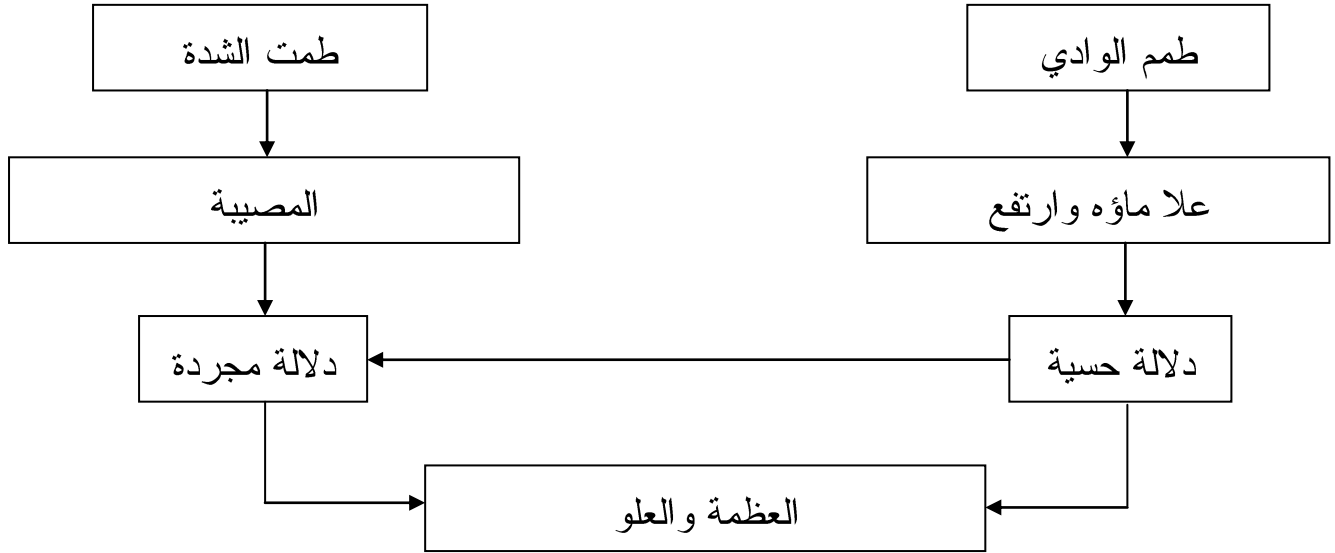 طمم الوادي
طمت الشدة
علا ماؤه وارتفع
المصيبة
دلالة حسية
دلالة مجردة
العظمة والعلو